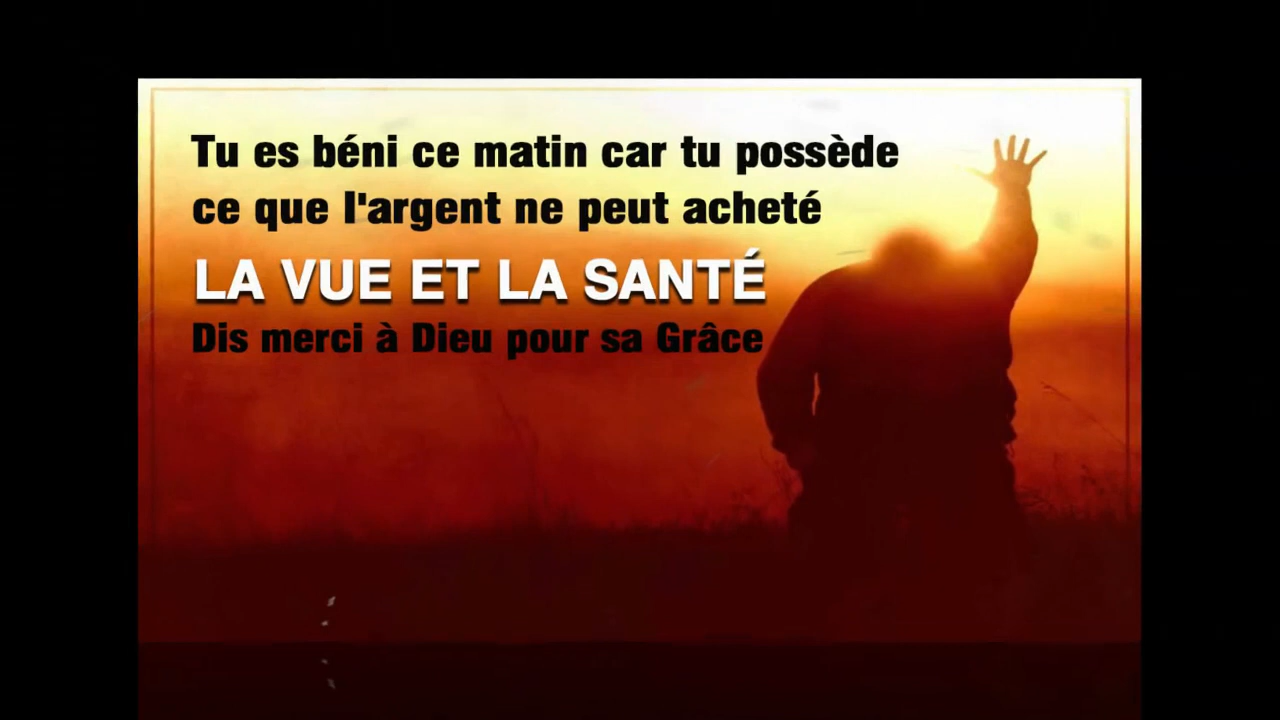 Tu es béni ce matin car tu possède
ce que l'argent ne peut acheté
LA VUE ET LA SANTÉ
Dis merci à Dieu pour sa Grâce